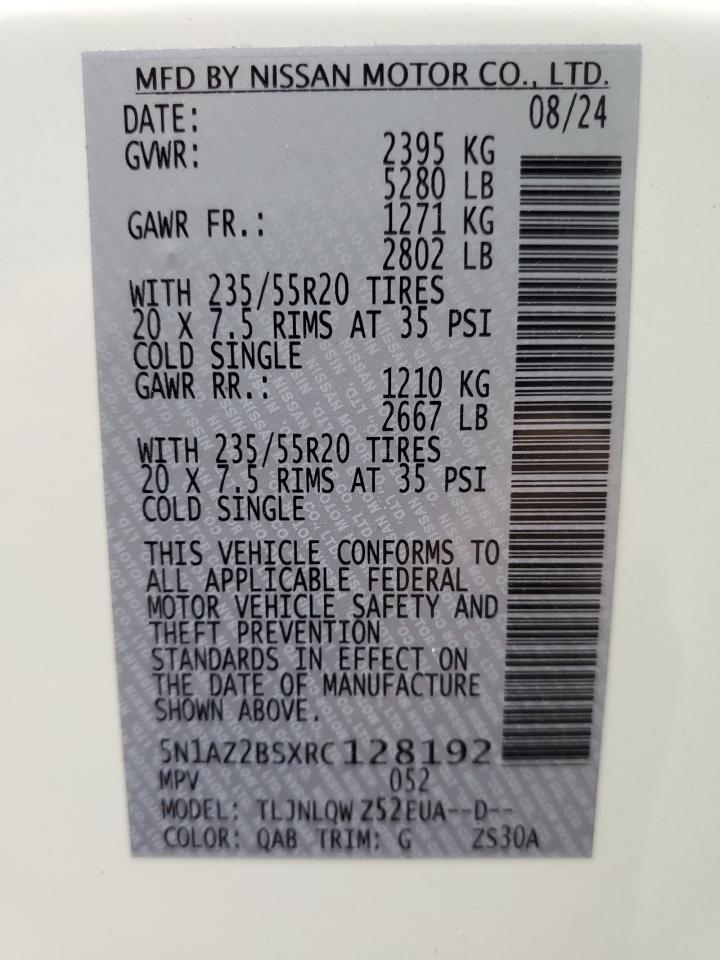 MFD BY NISSAN MOTOR CO., LTD.
DATE: 08/24
GVWR: 2395 KG
5280 LB
GAWR FR.: 1271 KG
2802 LB
WITH 235/55R20 TIRES
20 X 7.5 RIMS AT 35 PSI
COLD SINGLE
GAWR RR.: 1210 KG
2667 LB
WITH 235/55R20 TIRES
20 X 7.5 RIMS AT 35 PSI
COLD SINGLE
THIS VEHICLE CONFORMS TO
ALL APPLICABLE FEDERAL
MOTOR VEHICLE SAFETY AND
THEFT PREVENTION
STANDARDS IN EFFECT ON
THE DATE OF MANUFACTURE
SHOWN ABOVE.
5N1AZ2BSXRC128192
MPV 052
MODEL: TLJNLQW Z52EUA--D--
COLOR: QAB TRIM: G ZS30A